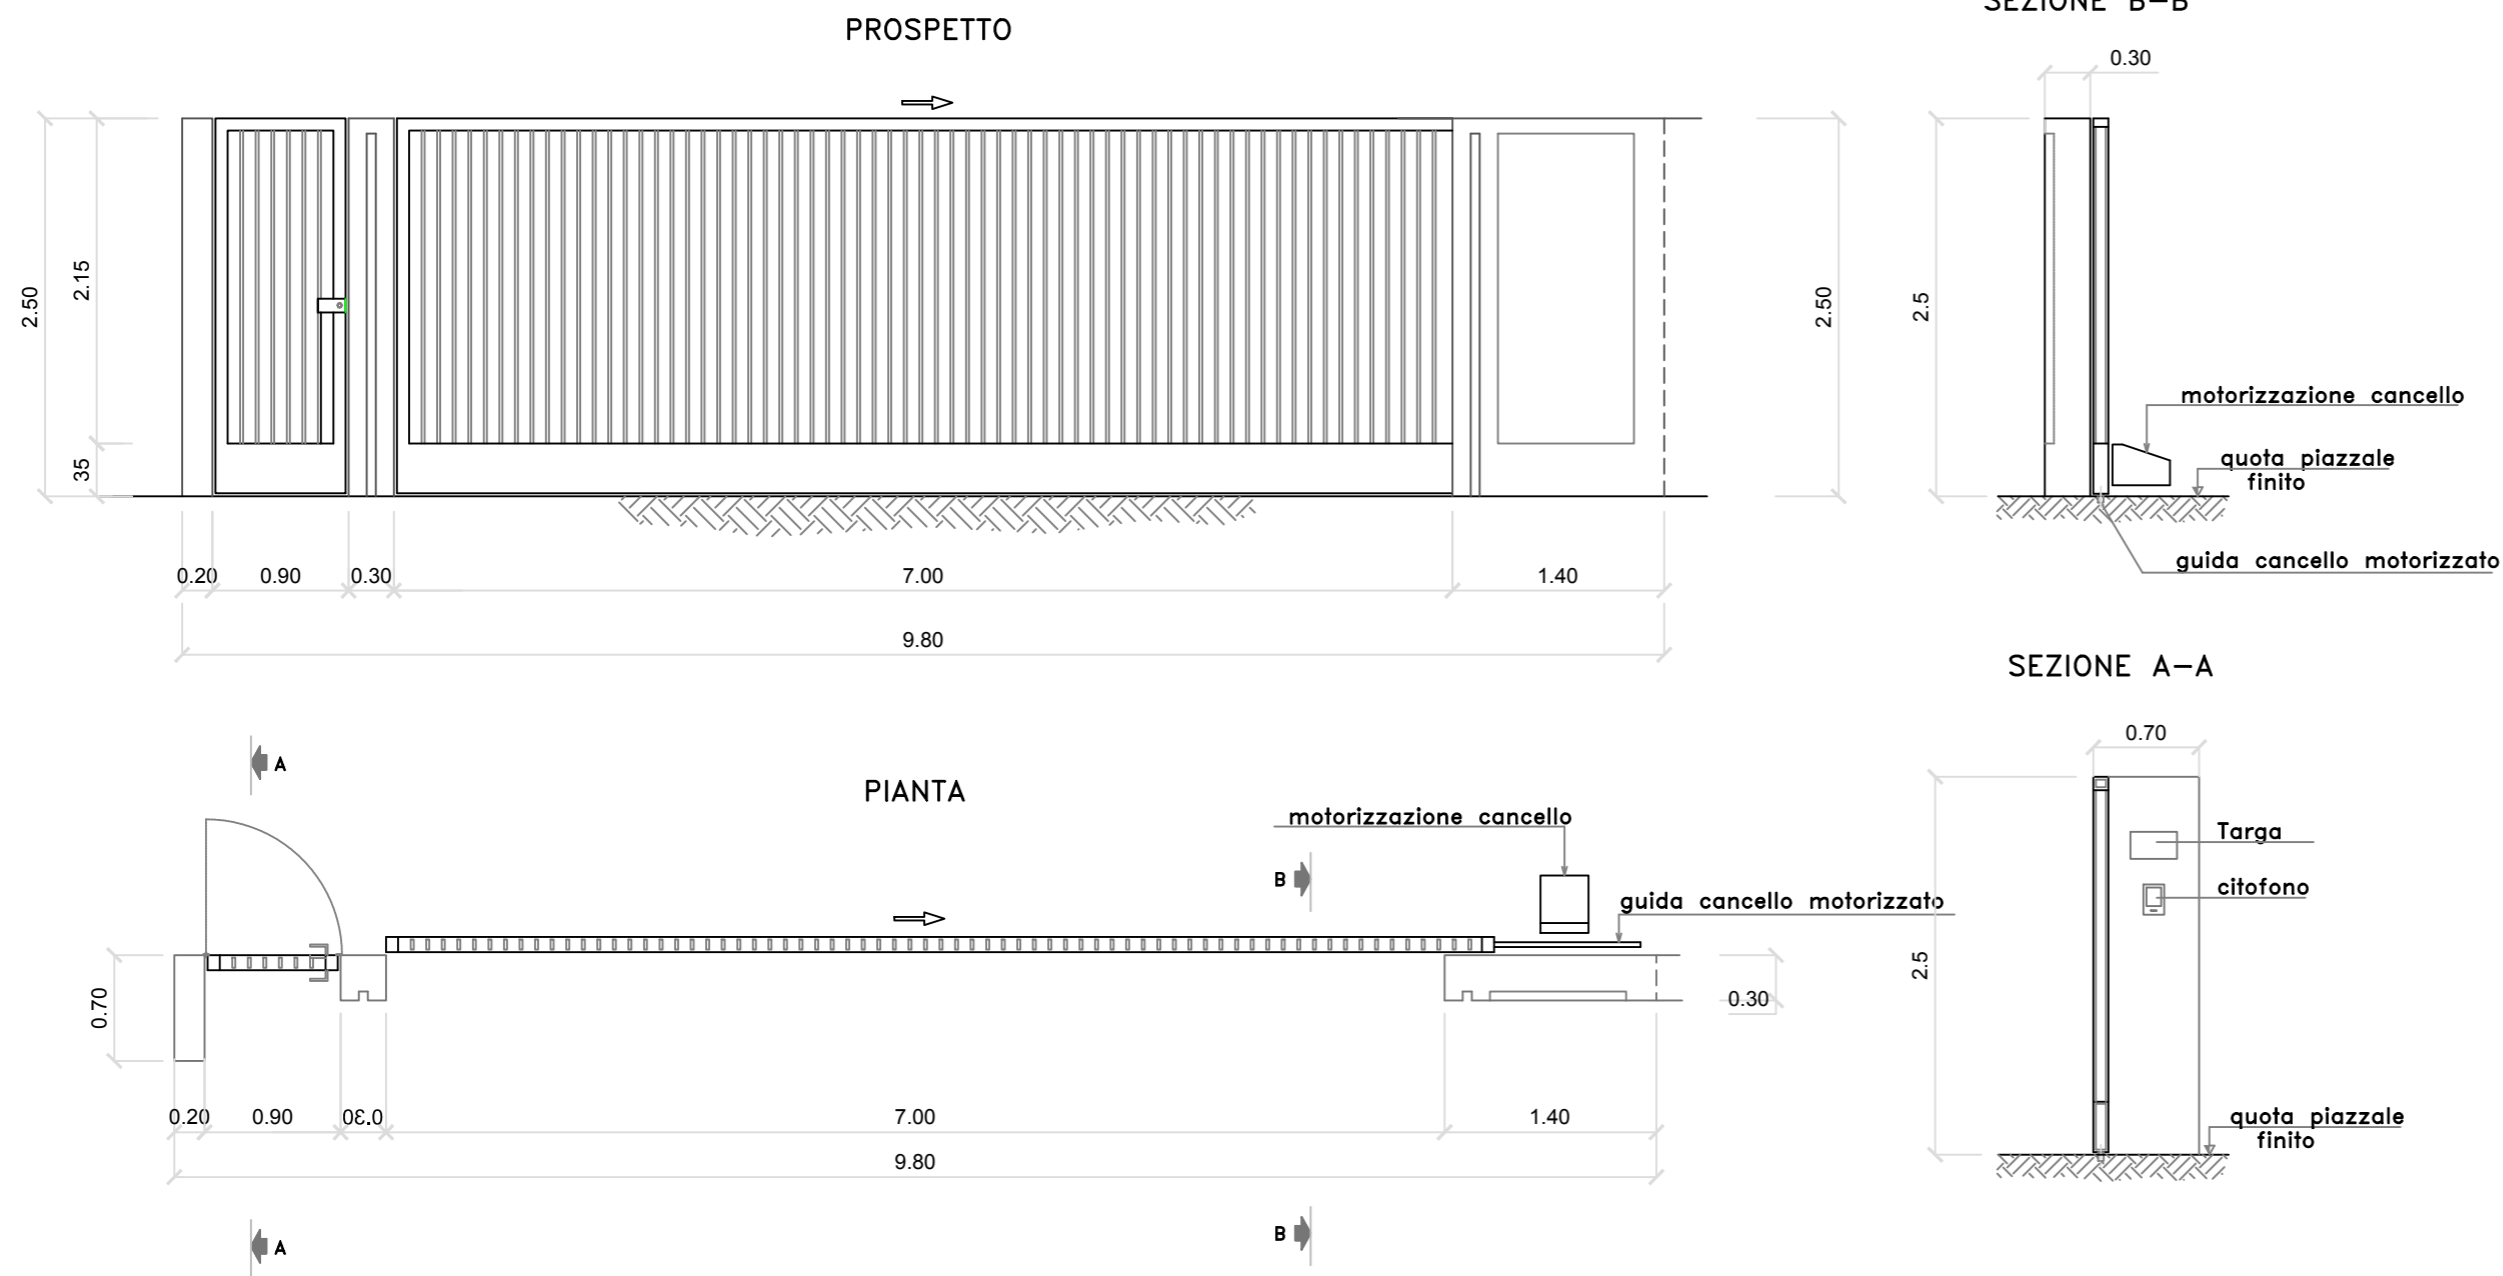 PROSPETTO
2.50
2.15
35
2.50
0.20
0.90
0.30
7.00
1.40
9.80
SEZIONE B-B
0.30
2.5
motorizzazione cancello
quota piazzale
finito
guida cancello motorizzato
PIANTA
A
A
B
B
motorizzazione cancello
guida cancello motorizzato
0.70
0.30
0.20
0.90
0.30
7.00
1.40
9.80
SEZIONE A-A
0.70
2.5
Targa
citofono
quota piazzale
finito